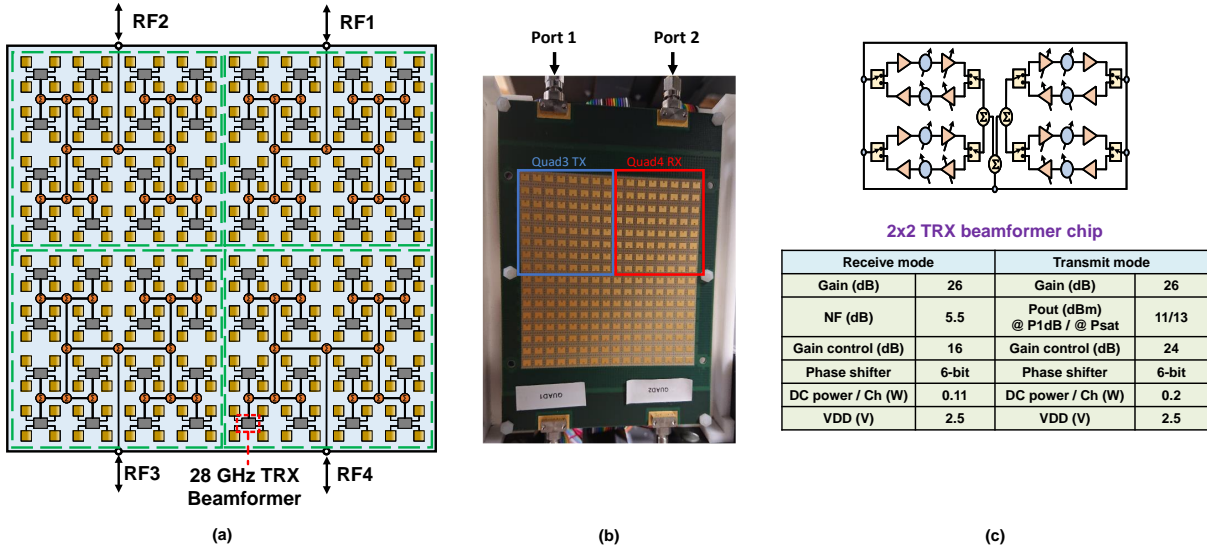 RF2
RF1
RF3
28 GHz TRX
Beamformer
RF4
(a)
Port 1
Port 2
Quad3 TX
Quad4 RX
QUAD1
QUAD2
(b)
Σ
Σ
Σ
2x2 TRX beamformer chip
Receive mode Transmit mode
Gain (dB) 26 Gain (dB) 26
NF (dB) 5.5 Pout (dBm)
@ P1dB / @ Psat 11/13
Gain control (dB) 16 Gain control (dB) 24
Phase shifter 6-bit Phase shifter 6-bit
DC power / Ch (W) 0.11 DC power / Ch (W) 0.2
VDD (V) 2.5 VDD (V) 2.5
(c)